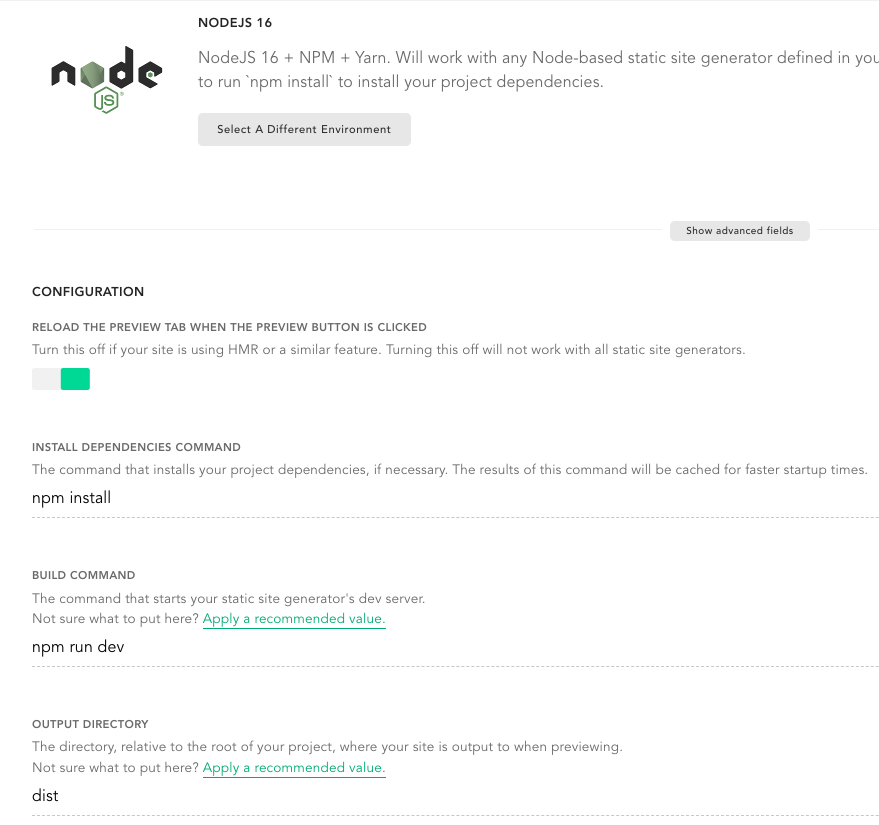 NODEJS 16
node
JS
NodeJS 16 + NPM + Yarn. Will work with any Node-based static site generator defined in you
to run `npm install` to install your project dependencies.
Select A Different Environment
Show advanced fields
CONFIGURATION
RELOAD THE PREVIEW TAB WHEN THE PREVIEW BUTTON IS CLICKED
Turn this off if your site is using HMR or a similar feature. Turning this off will not work with all static site generators.
INSTALL DEPENDENCIES COMMAND
The command that installs your project dependencies, if necessary. The results of this command will be cached for faster startup times.
npm install
BUILD COMMAND
The command that starts your static site generator's dev server.
Not sure what to put here? Apply a recommended value.
npm run dev
OUTPUT DIRECTORY
The directory, relative to the root of your project, where your site is output to when previewing.
Not sure what to put here? Apply a recommended value.
dist